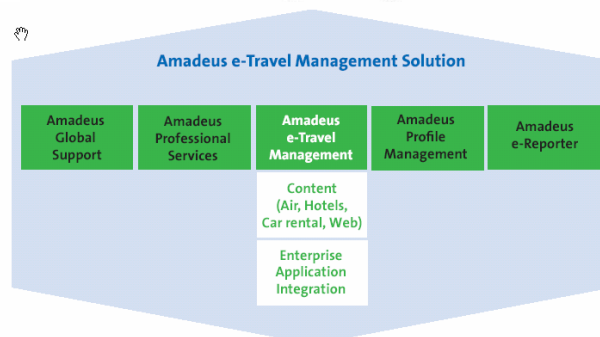 Amadeus e-Travel Management Solution
Amadeus
Global
Support
Amadeus
Professional
Services
Amadeus
e-Travel
Management
Amadeus
Profile
Management
Amadeus
e-Reporter
Content
(Air, Hotels,
Car rental, Web)
Enterprise
Application
Integration